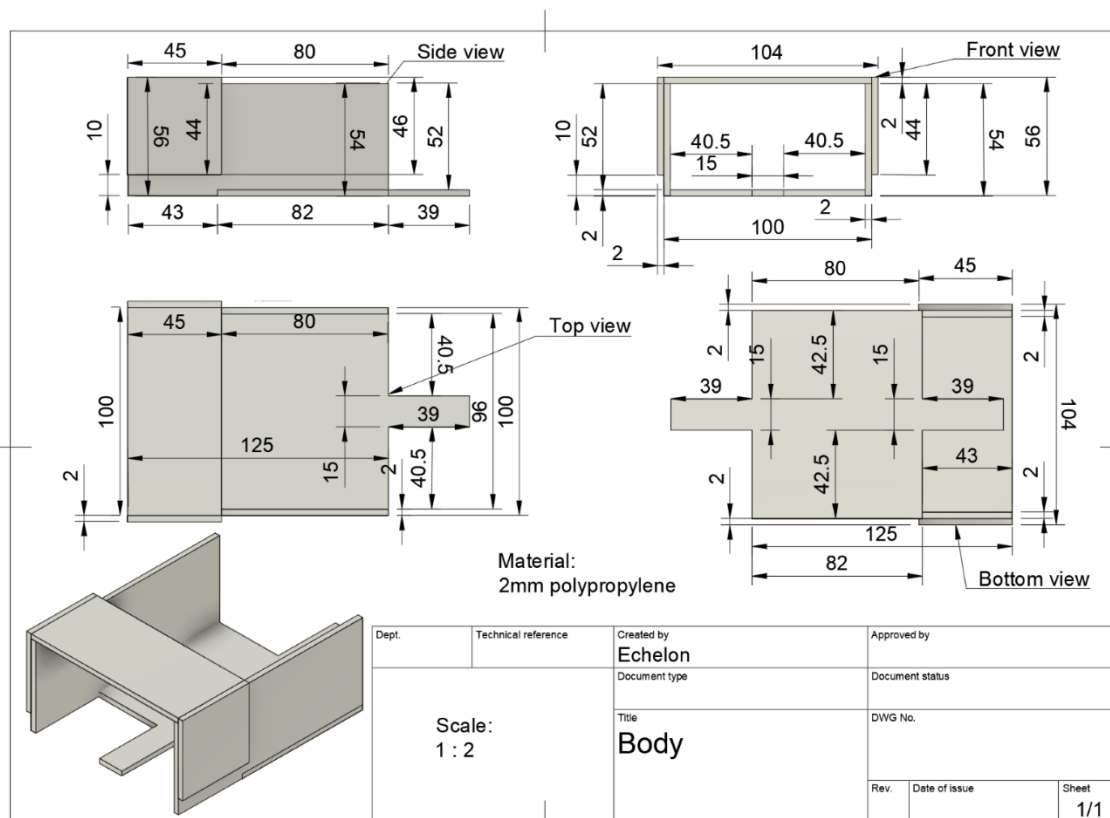 45
80
Side view
10
56
44
54
46
52
43
82
39
104
Front view
10
52
40.5
40.5
15
2
44
54
56
2
2
2
100
45
80
Top view
100
40.5
39
96
100
125
15
2
40.5
2
80
45
2
15
42.5
15
2
39
39
104
43
2
42.5
2
125
82
Bottom view
Material:
2mm polypropylene
Dept.
Technical reference
Created by
Echelon
Approved by
Document type
Document status
Scale:
1 : 2
Title
Body
DWG No.
Rev.
Date of issue
Sheet
1/1